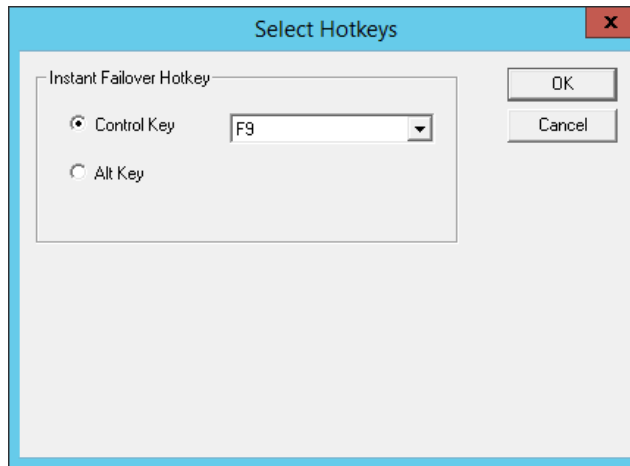 Select Hotkeys
x
Instant Failover Hotkey
OK
Control Key
F9
Cancel
Alt Key